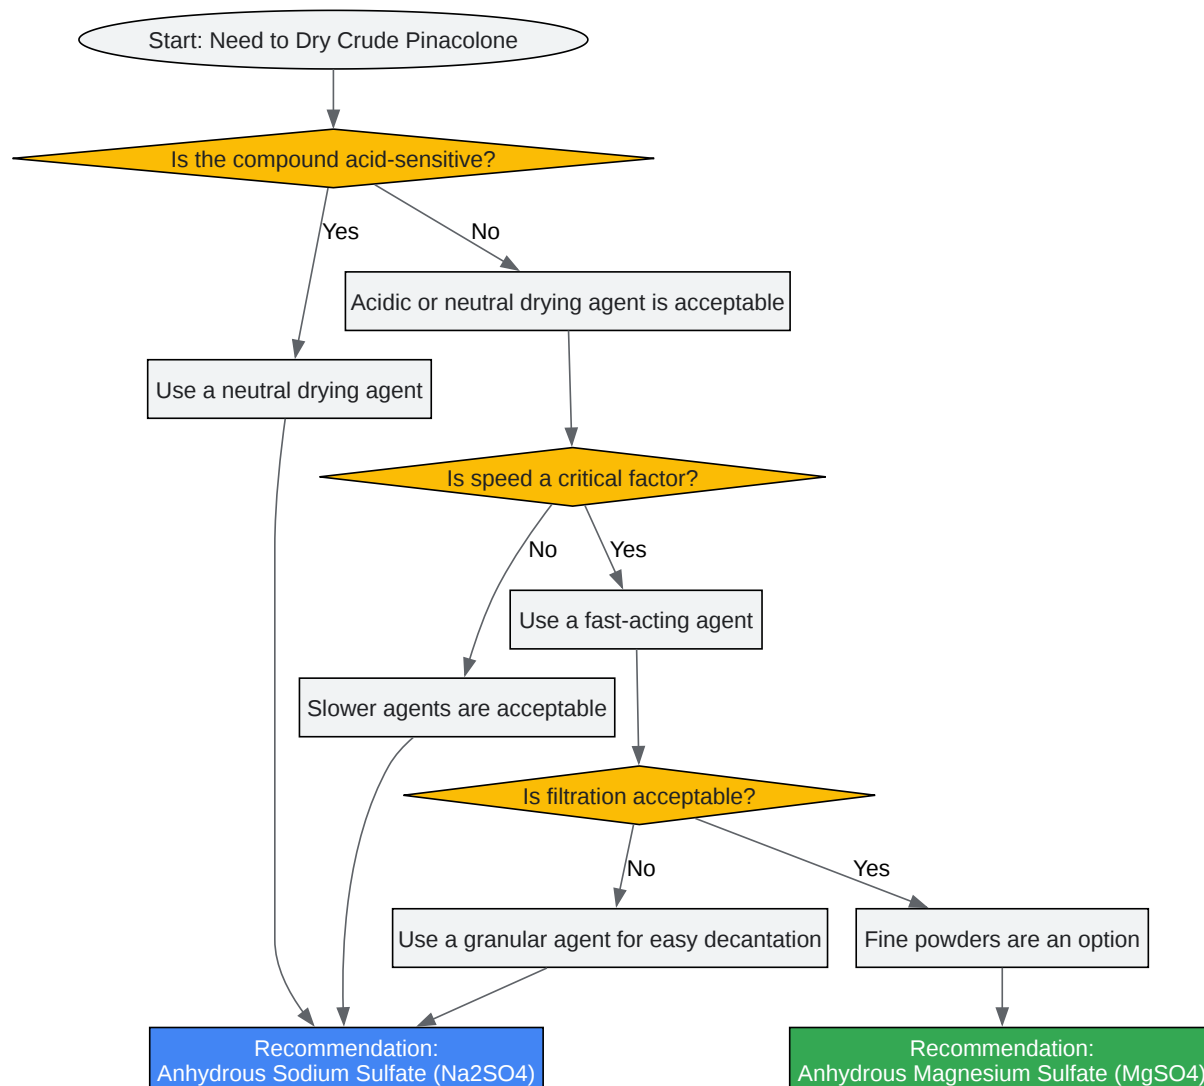 Start: Need to Dry Crude Pinacolone
Is the compound acid-sensitive?
Yes
No
Acidic or neutral drying agent is acceptable
Use a neutral drying agent
Is speed a critical factor?
No
Yes
Use a fast-acting agent
Slower agents are acceptable
Is filtration acceptable?
No
Yes
Use a granular agent for easy decantation
Fine powders are an option
Recommendation:
Anhydrous Sodium Sulfate (Na2SO4)
Recommendation:
Anhydrous Magnesium Sulfate (MgSO4)